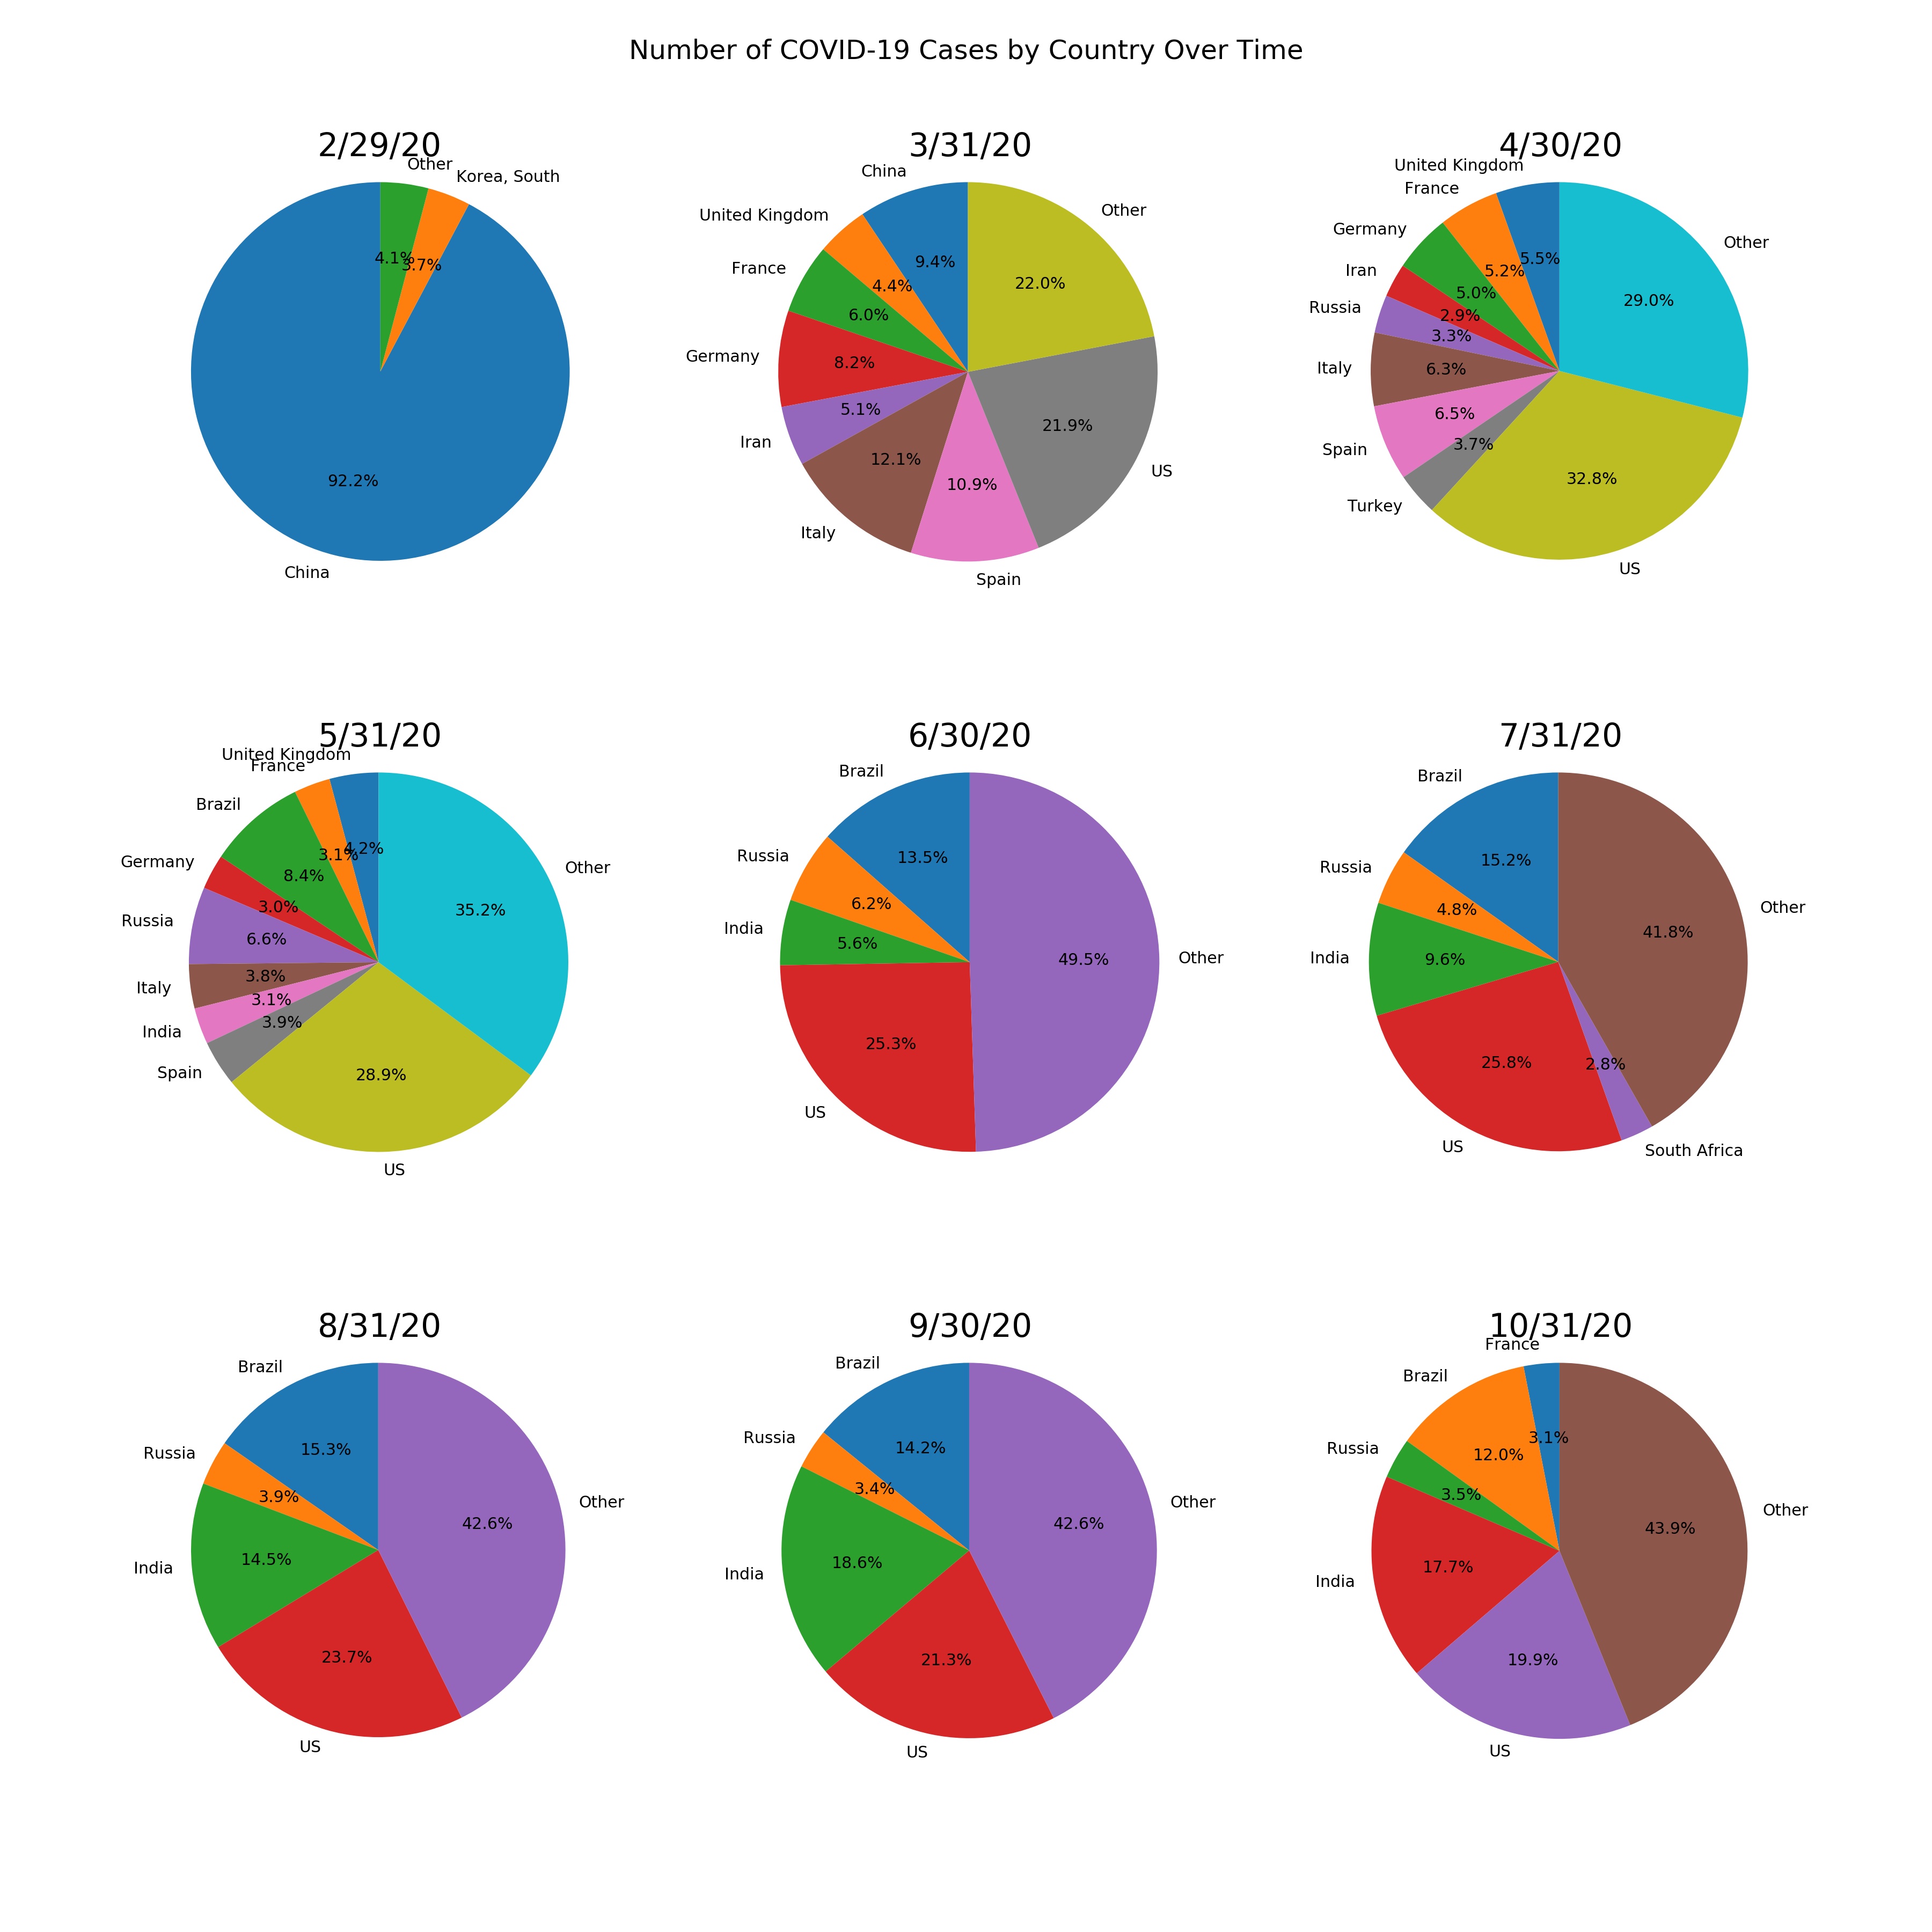 Number of COVID-19 Cases by Country Over Time
2/29/20
Other
Korea, South
4.1%
3.7%
92.2%
China
3/31/20
China
United Kingdom
Other
France
9.4%
4.4%
22.0%
6.0%
Germany
8.2%
5.1%
21.9%
Iran
12.1%
US
10.9%
Italy
Spain
4/30/20
United Kingdom
France
Germany
Other
Iran
5.5%
5.2%
5.0%
29.0%
Russia
2.9%
3.3%
Italy
6.3%
6.5%
3.7%
Spain
32.8%
Turkey
US
5/31/20
United Kingdom
France
Brazil
4.2%
3.1%
Germany
Other
8.4%
3.0%
35.2%
Russia
6.6%
3.8%
Italy
3.1%
India
3.9%
Spain
28.9%
US
6/30/20
Brazil
Russia
13.5%
6.2%
India
5.6%
49.5%
Other
25.3%
US
7/31/20
Brazil
Russia
15.2%
4.8%
Other
41.8%
India
9.6%
25.8%
2.8%
US
South Africa
8/31/20
Brazil
Russia
15.3%
3.9%
Other
42.6%
14.5%
India
23.7%
US
9/30/20
Brazil
Russia
14.2%
3.4%
Other
42.6%
18.6%
India
21.3%
US
10/31/20
France
Brazil
3.1%
Russia
12.0%
3.5%
Other
43.9%
17.7%
India
19.9%
US